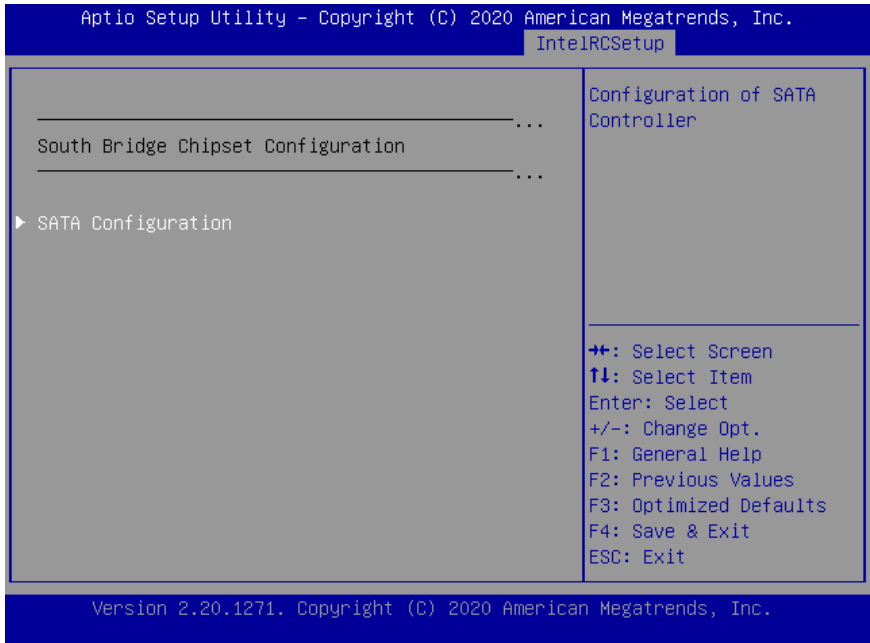 Aptio Setup Utility – Copyright (C) 2020 American Megatrends, Inc.
IntelRCSetup
...
South Bridge Chipset Configuration
...
▶ SATA Configuration
Configuration of SATA
Controller
→←: Select Screen
↑↓: Select Item
Enter: Select
+/-: Change Opt.
F1: General Help
F2: Previous Values
F3: Optimized Defaults
F4: Save & Exit
ESC: Exit
Version 2.20.1271. Copyright (C) 2020 American Megatrends, Inc.